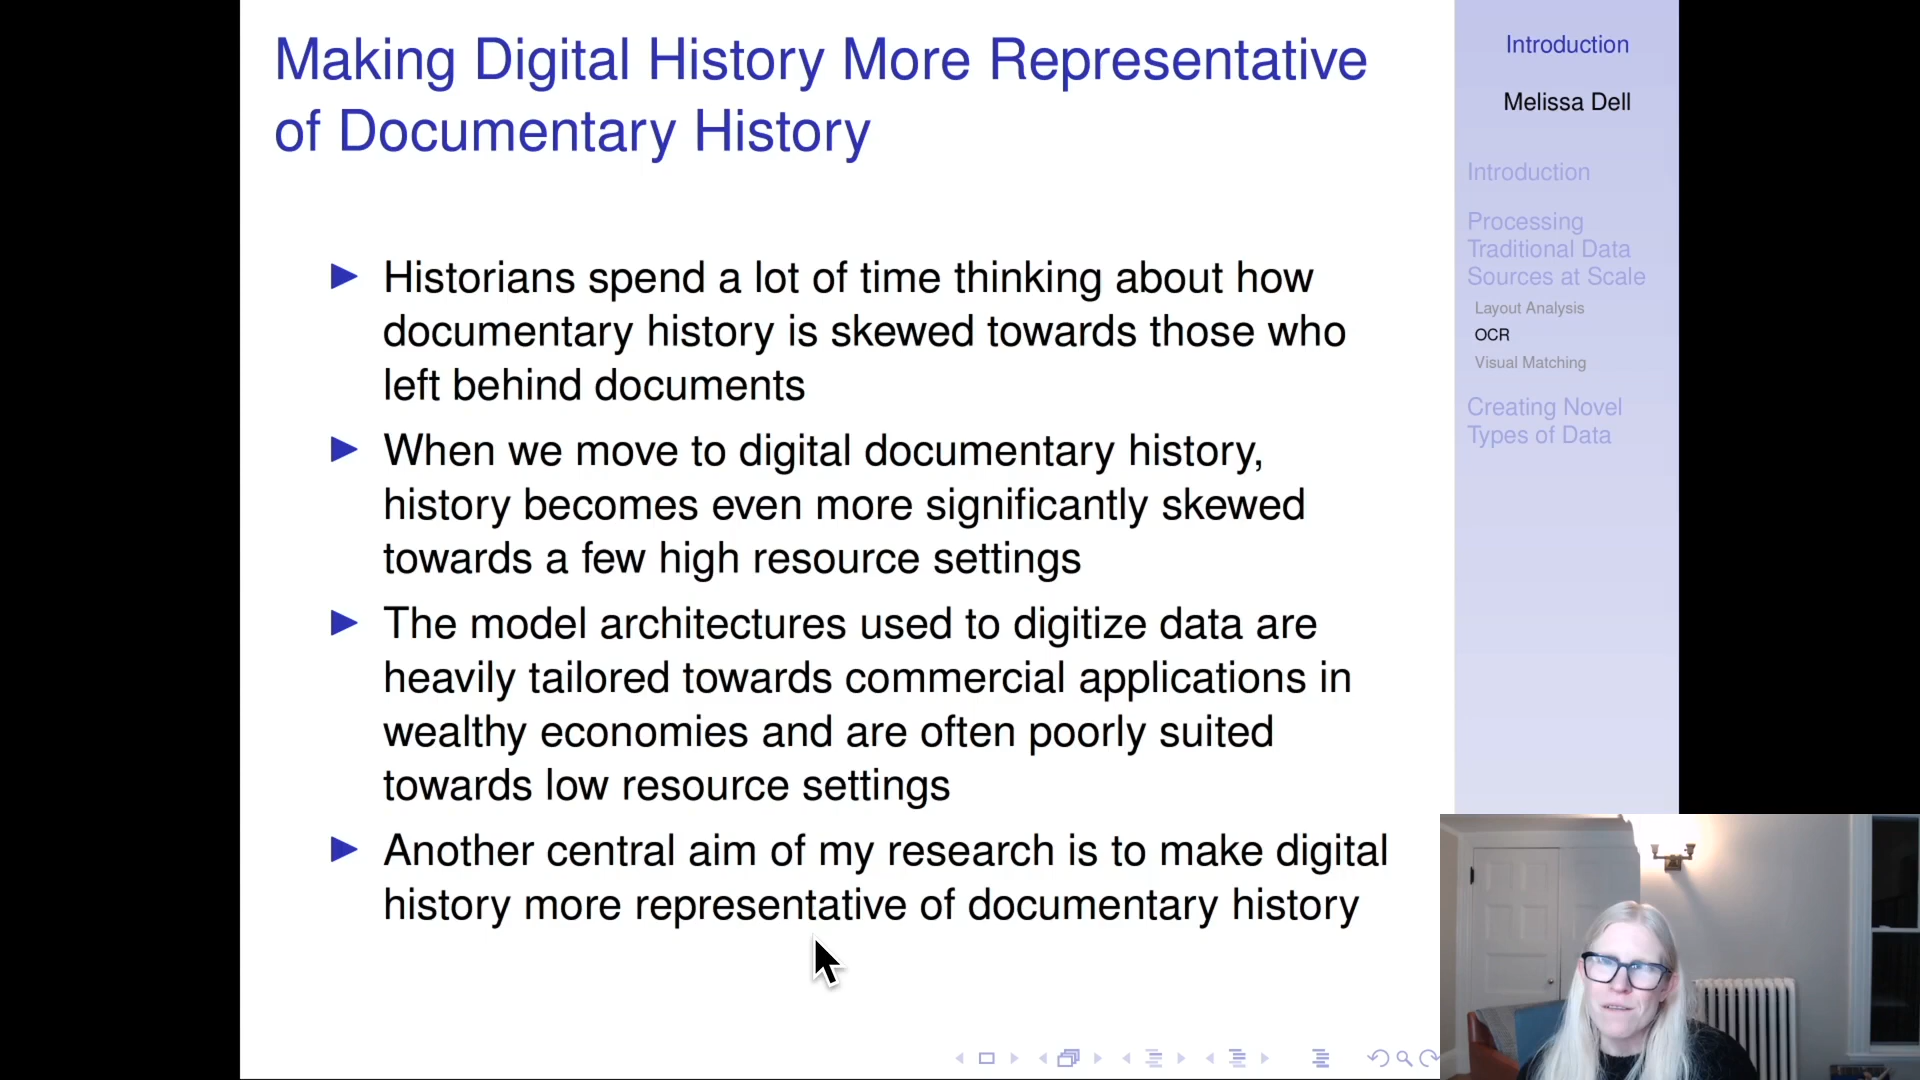 Making Digital History More Representative
of Documentary History
Historians spend a lot of time thinking about how
documentary history is skewed towards those who
left behind documents
When we move to digital documentary history,
history becomes even more significantly skewed
towards a few high resource settings
The model architectures used to digitize data are
heavily tailored towards commercial applications in
wealthy economies and are often poorly suited
towards low resource settings
Another central aim of my research is to make digital
history more representative of documentary history
Introduction
Melissa Dell
Introduction
Processing
Traditional Data
Sources at Scale
Layout Analysis
OCR
Visual Matching
Creating Novel
Types of Data